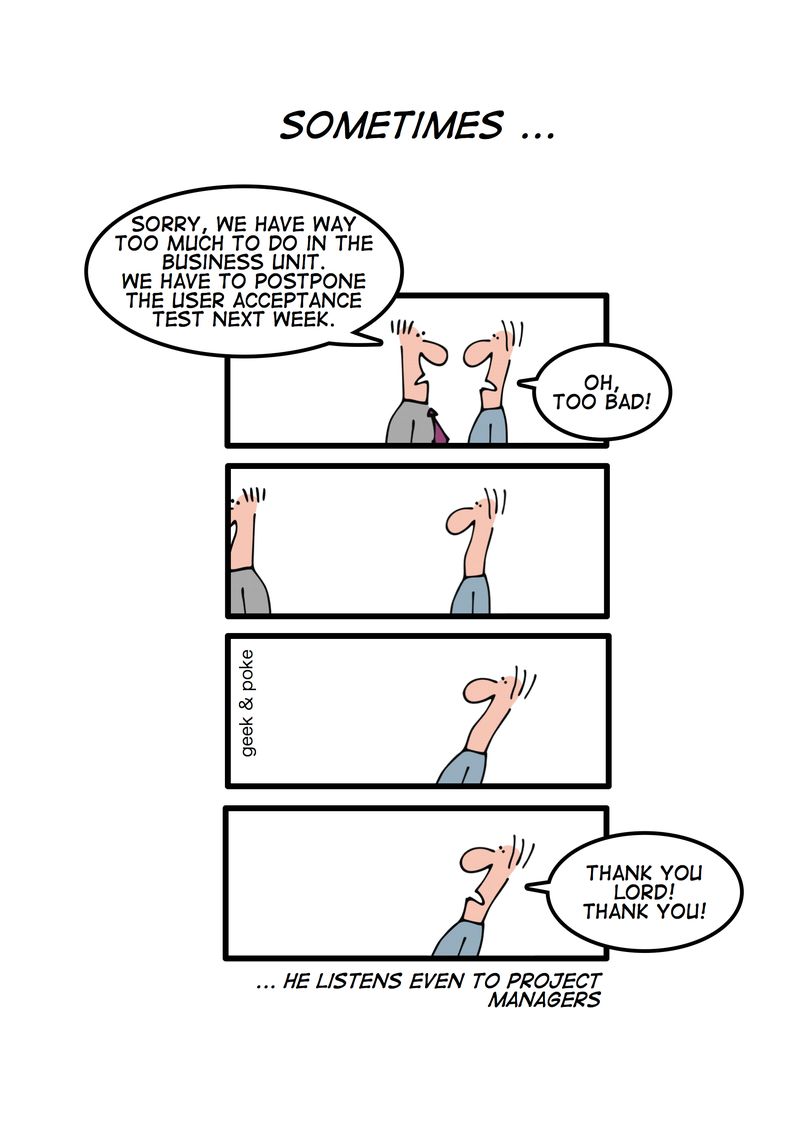 SOMETIMES ...
SORRY, WE HAVE WAY
TOO MUCH TO DO IN THE
BUSINESS UNIT.
WE HAVE TO POSTPONE
THE USER ACCEPTANCE
TEST NEXT WEEK.
OH,
TOO BAD!
geek & poke
THANK YOU
LORD!
THANK YOU!
... HE LISTENS EVEN TO PROJECT
MANAGERS